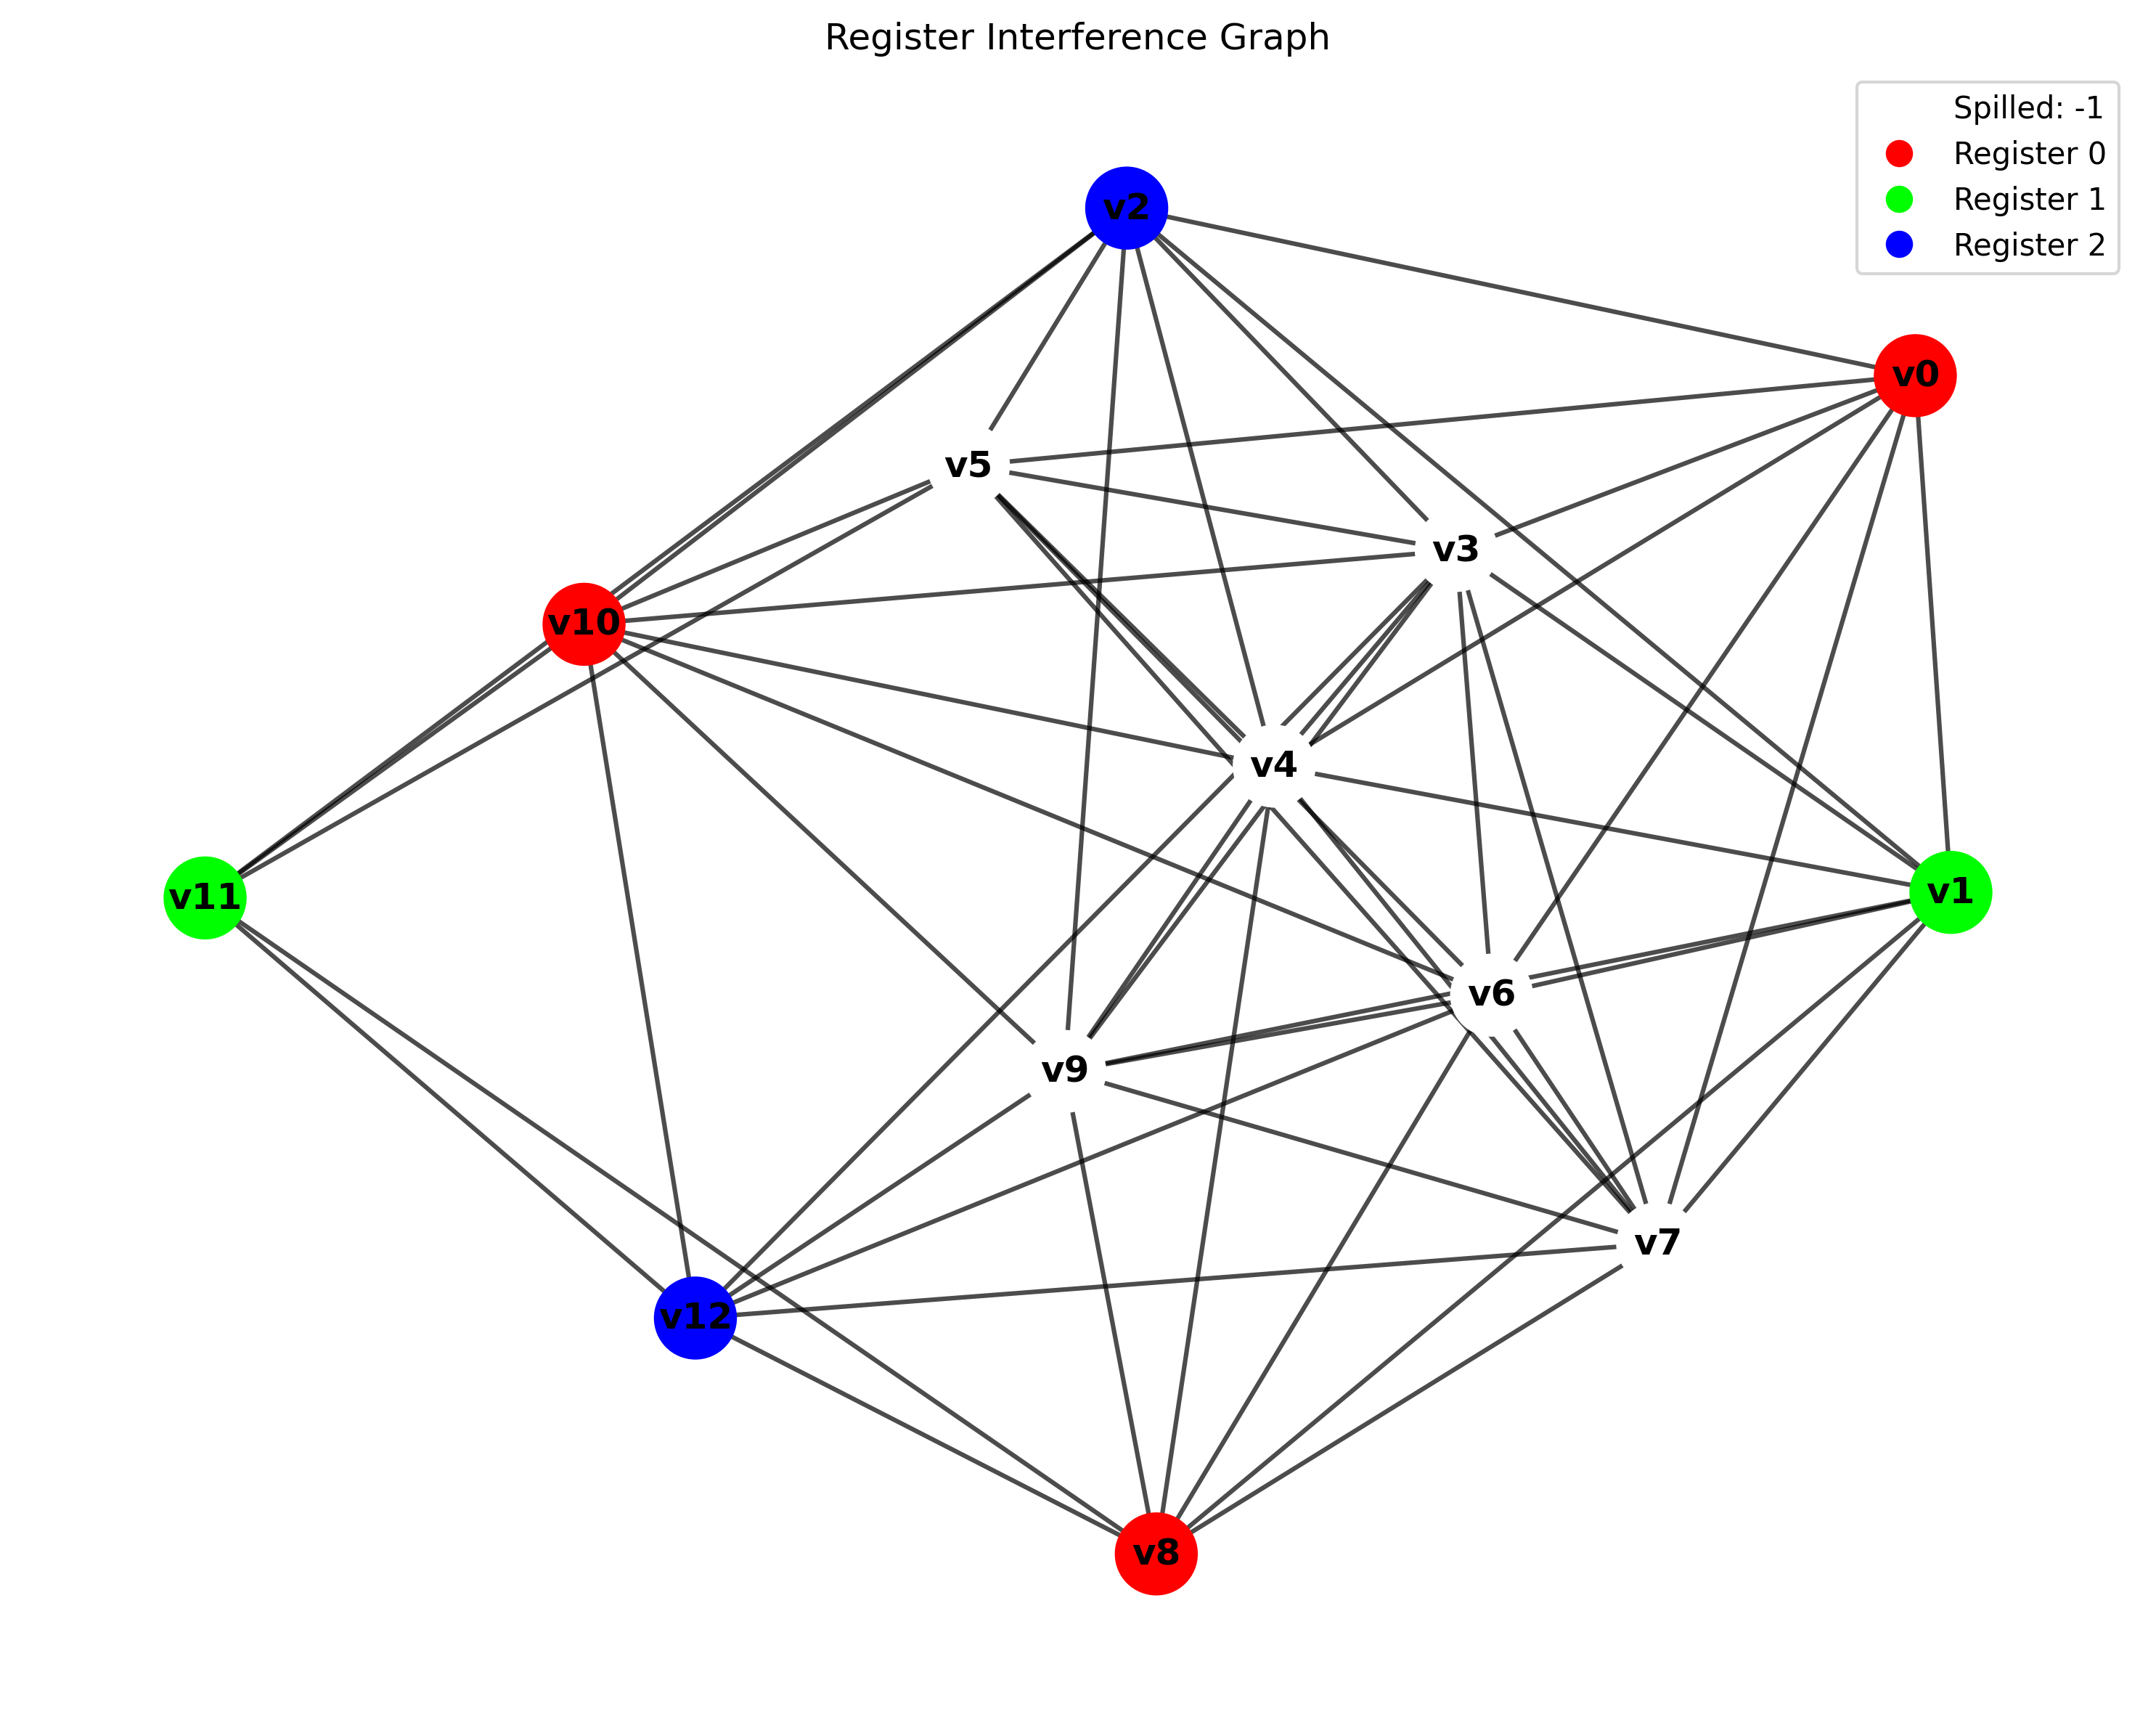 Register Interference Graph
Spilled: -1
Register 0
Register 1
Register 2
v2
v0
v5
v3
v10
v4
v11
v1
v6
v9
v7
v12
v8